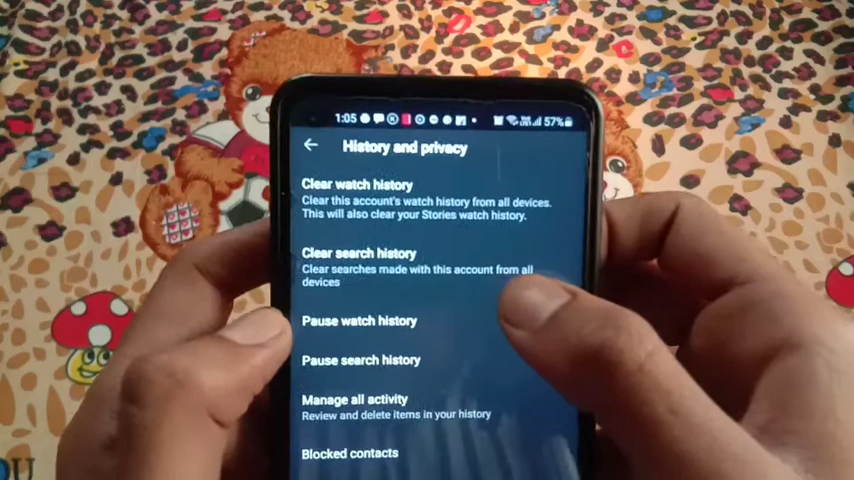 1:05
57%
History and privacy
Clear watch history
Clear this account's watch history from all devices.
This will also clear your Stories watch history.
Clear search history
Clear searches made with this account from all
devices
Pause watch history
Pause search history
Manage all activity
Review and delete items in your history
Blocked contacts
OU